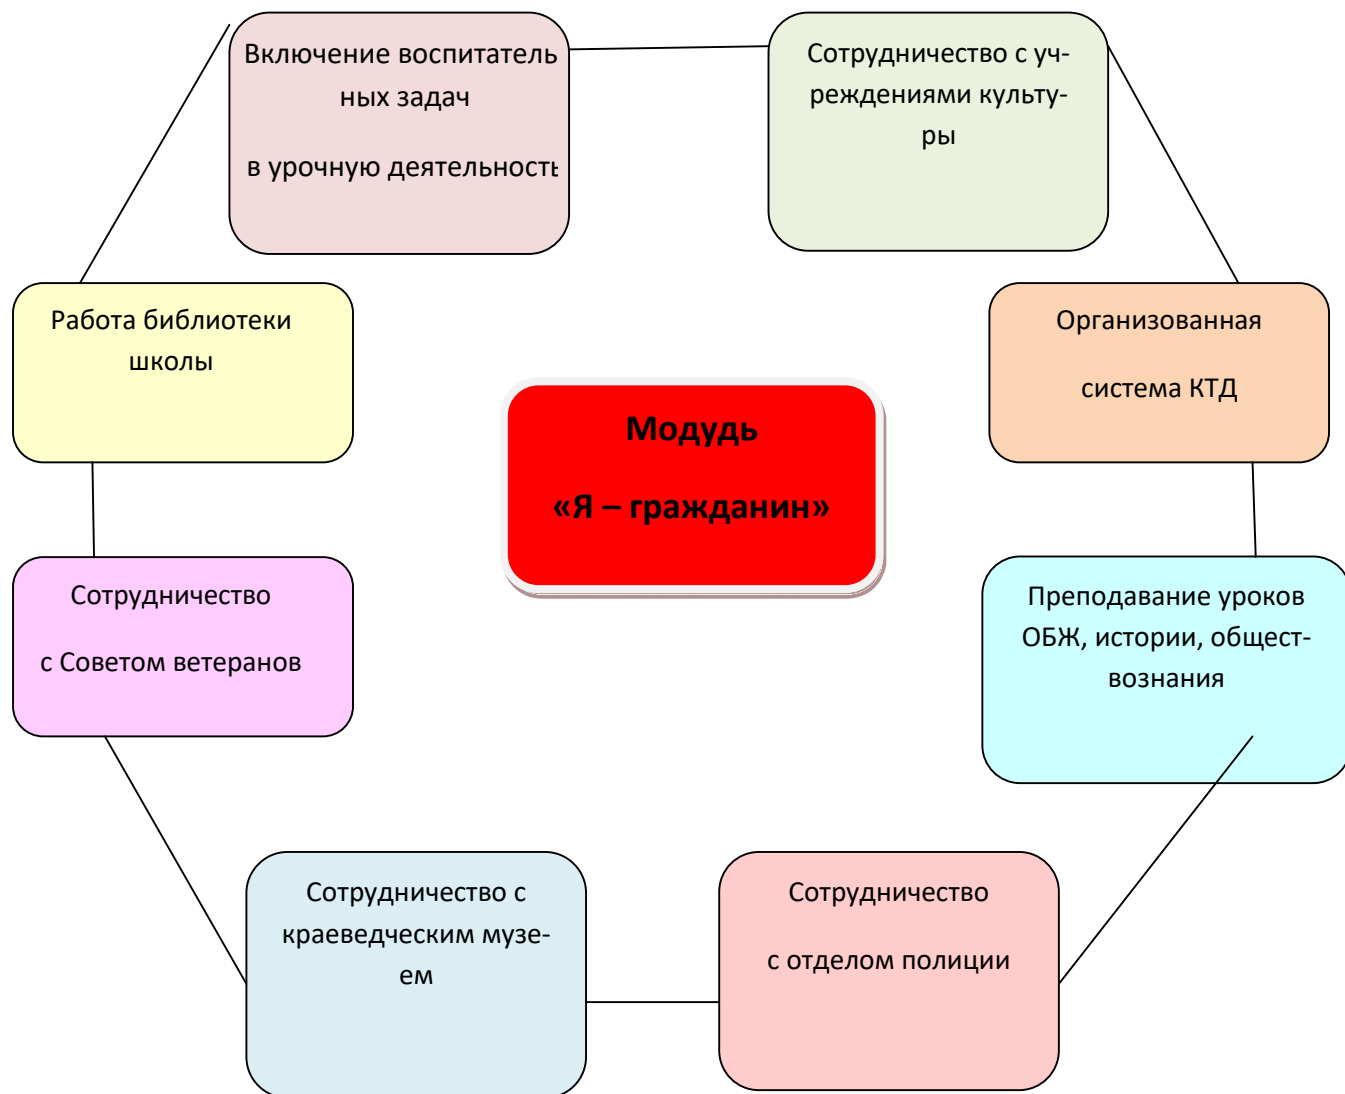 Включение воспитатель
ных задач
в урочную деятельность
Сотрудничество с уч-
реждениями культу-
ры
Работа библиотеки
школы
Организованная
система КТД
Модудь
«Я – гражданин»
Сотрудничество
с Советом ветеранов
Преподавание уроков
ОБЖ, истории, общест-
вознания
Сотрудничество с
краеведческим музе-
ем
Сотрудничество
с отделом полиции